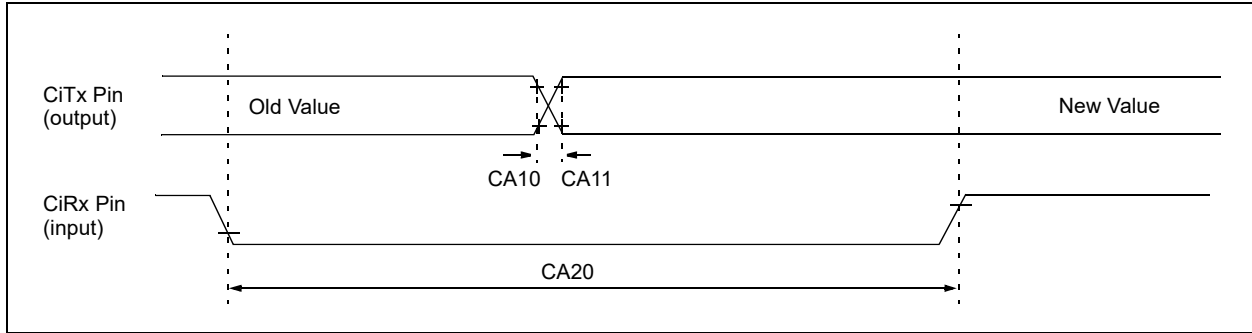 CiTx Pin
(output)
Old Value
New Value
CA10 CA11
CiRx Pin
(input)
CA20